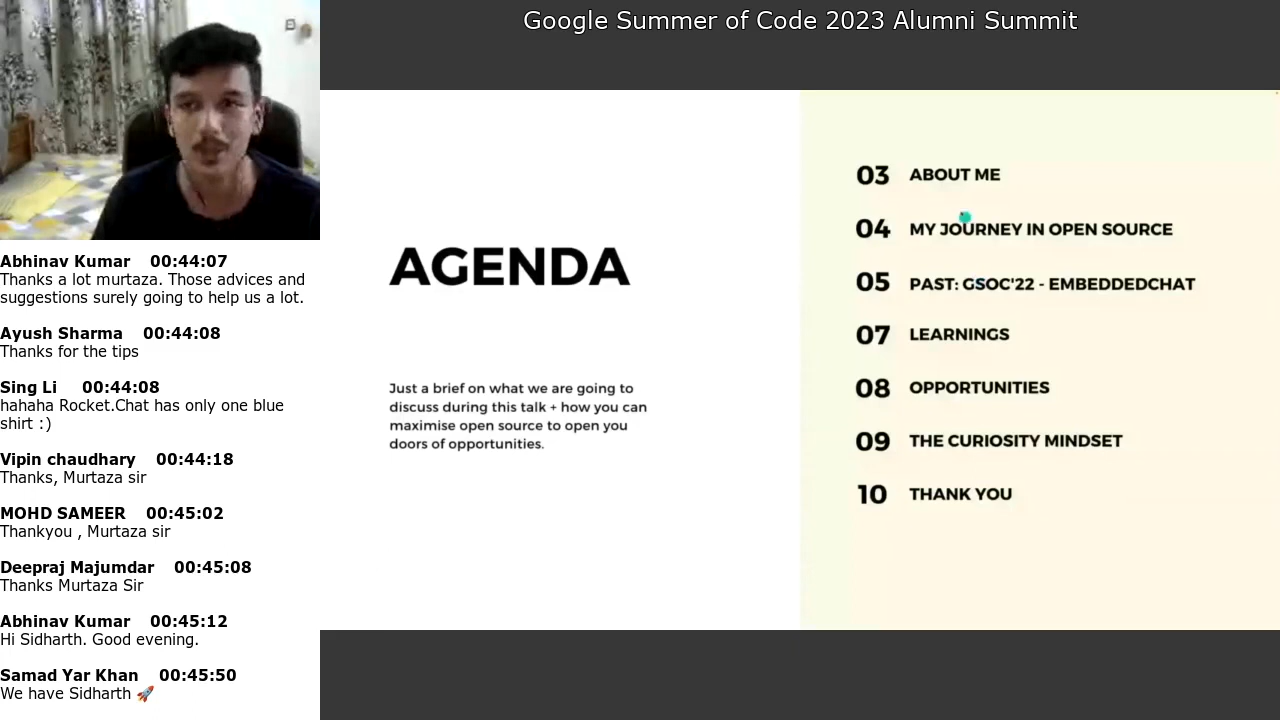 Google Summer of Code 2023 Alumni Summit
Abhinav Kumar 00:44:07
Thanks a lot murtaza. Those advices and
suggestions surely going to help us a lot.
Ayush Sharma 00:44:08
Thanks for the tips
Sing Li 00:44:08
hahaha Rocket.Chat has only one blue
shirt :)
Vipin chaudhary 00:44:18
Thanks, Murtaza sir
MOHD SAMEER 00:45:02
Thankyou , Murtaza sir
Deepraj Majumdar 00:45:08
Thanks Murtaza Sir
Abhinav Kumar 00:45:12
Hi Sidharth. Good evening.
Samad Yar Khan 00:45:50
We have Sidharth 🚀
AGENDA
Just a brief on what we are going to
discuss during this talk + how you can
maximise open source to open you
doors of opportunities.
03 ABOUT ME
04 MY JOURNEY IN OPEN SOURCE
05 PAST: GSOC'22 - EMBEDDEDCHAT
07 LEARNINGS
08 OPPORTUNITIES
09 THE CURIOSITY MINDSET
10 THANK YOU